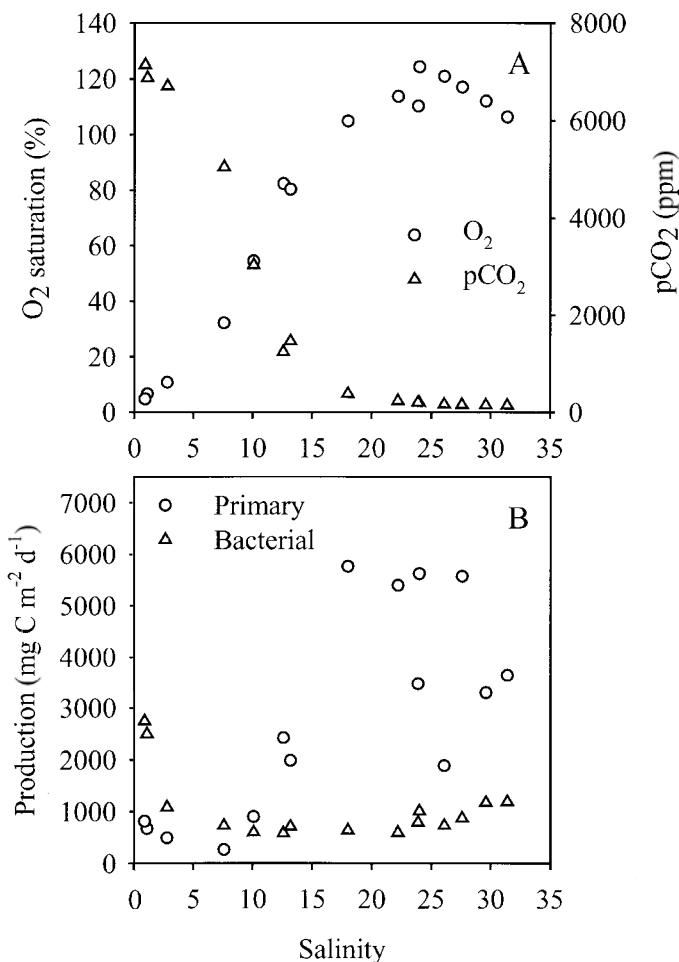 140
120
100
80
60
40
20
0
O2 saturation (%)
8000
6000
4000
2000
0
pCO2 (ppm)
A
O2
pCO2
0 5 10 15 20 25 30 35
7000
6000
5000
4000
3000
2000
1000
0
Production (mg C m-2 d-1)
Primary
Bacterial
B
0 5 10 15 20 25 30 35
Salinity